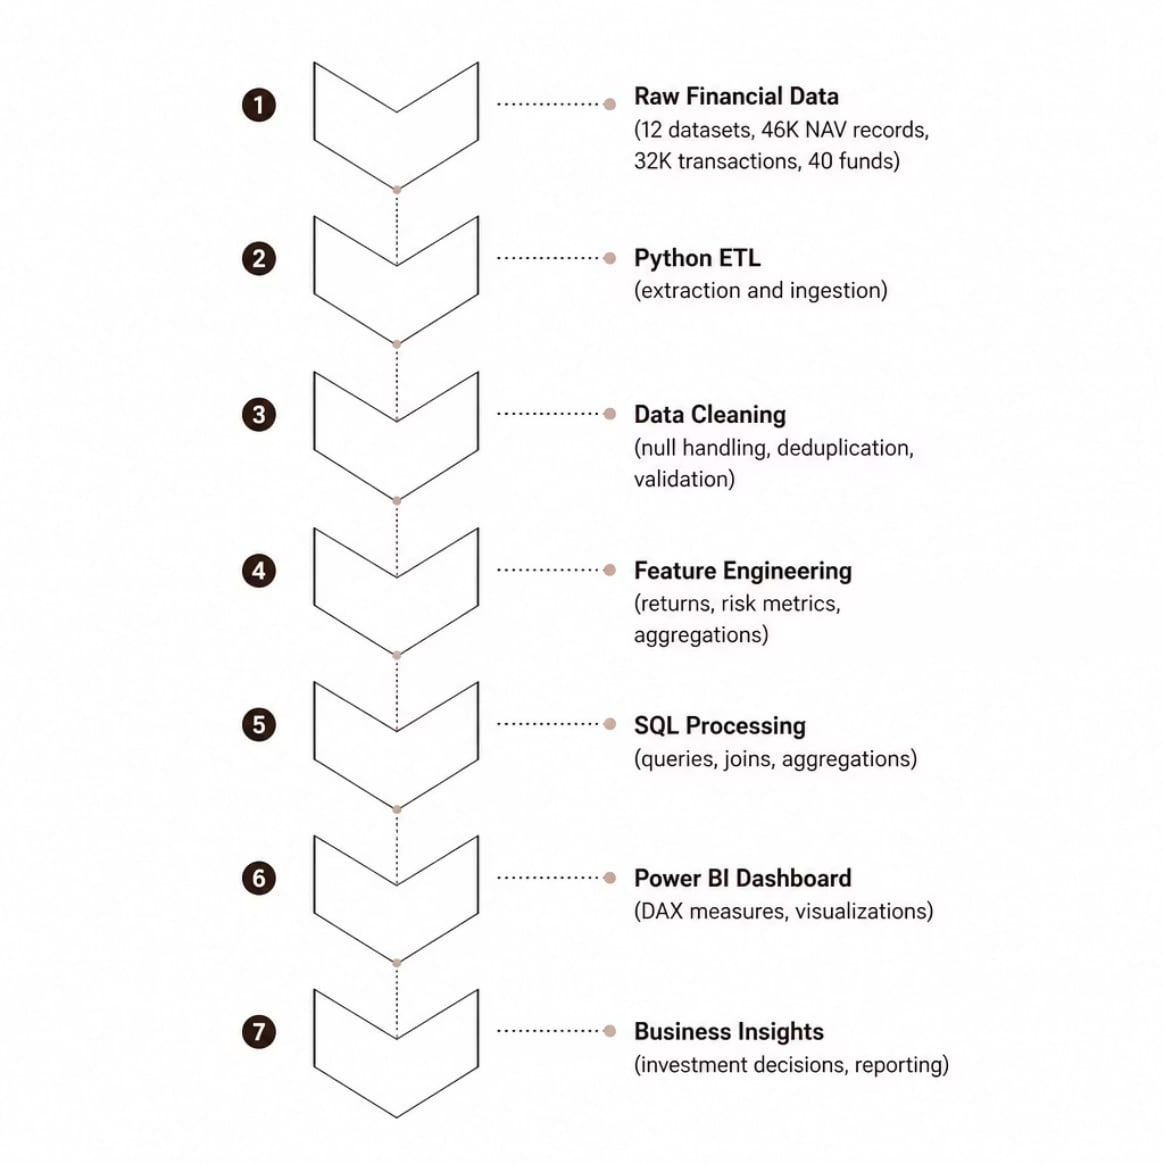 1
Raw Financial Data
(12 datasets, 46K NAV records,
32K transactions, 40 funds)
2
Python ETL
(extraction and ingestion)
3
Data Cleaning
(null handling, deduplication,
validation)
4
Feature Engineering
(returns, risk metrics,
aggregations)
5
SQL Processing
(queries, joins, aggregations)
6
Power BI Dashboard
(DAX measures, visualizations)
7
Business Insights
(investment decisions, reporting)